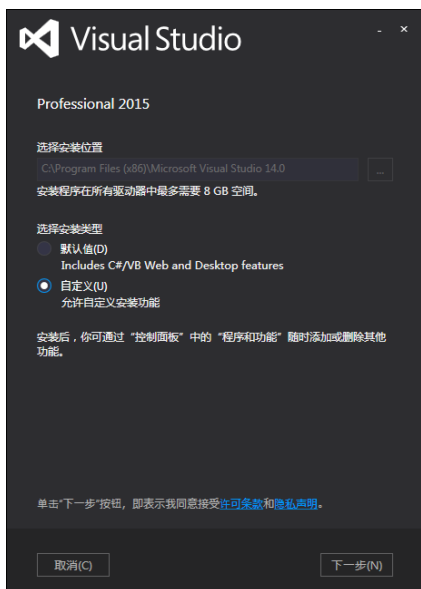 Visual Studio
Professional 2015
选择安装位置
C:\Program Files (x86)\Microsoft Visual Studio 14.0
...
安装程序在所有驱动器中最多需要 8 GB 空间。
选择安装类型
默认值(D)
Includes C#/VB Web and Desktop features
自定义(U)
允许自定义安装功能
安装后，你可通过“控制面板”中的“程序和功能”随时添加或删除其他
功能。
单击"下一步"按钮，即表示我同意接受许可条款和隐私声明。
取消(C)
下一步(N)